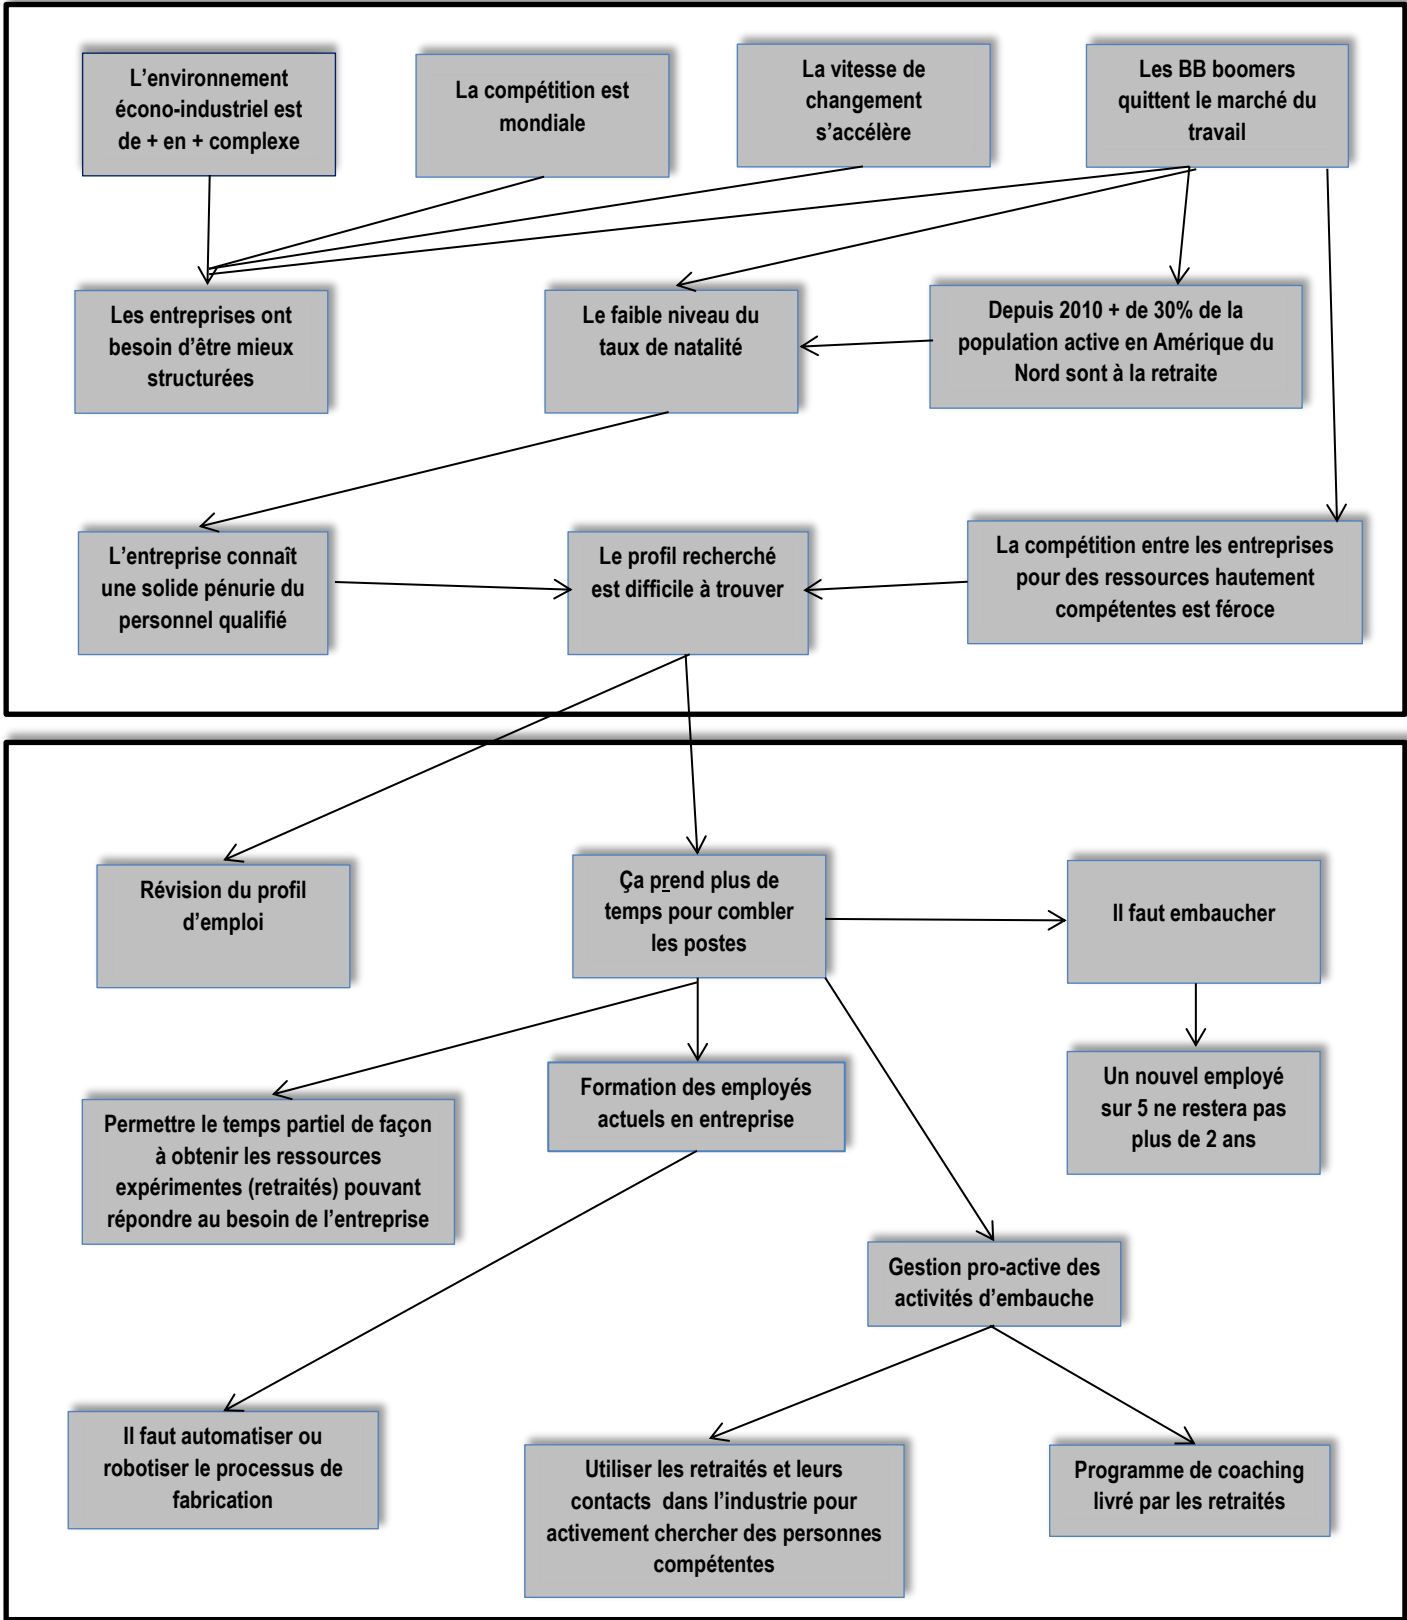 L’environnement
écono-industriel est
de + en + complexe
La compétition est
mondiale
La vitesse de
changement
s’accélère
Les BB boomers
quittent le marché du
travail
Les entreprises ont
besoin d’être mieux
structurées
Le faible niveau du
taux de natalité
Depuis 2010 + de 30% de la
population active en Amérique du
Nord sont à la retraite
L’entreprise connaît
une solide pénurie du
personnel qualifié
Le profil recherché
est difficile à trouver
La compétition entre les entreprises
pour des ressources hautement
compétentes est féroce
Révision du profil
d’emploi
Ça prend plus de
temps pour combler
les postes
Il faut embaucher
Permettre le temps partiel de façon
à obtenir les ressources
expérimentes (retraités) pouvant
répondre au besoin de l’entreprise
Formation des employés
actuels en entreprise
Un nouvel employé
sur 5 ne restera pas
plus de 2 ans
Gestion pro-active des
activités d’embauche
Il faut automatiser ou
robotiser le processus de
fabrication
Utiliser les retraités et leurs
contacts dans l’industrie pour
activement chercher des personnes
compétentes
Programme de coaching
livré par les retraités